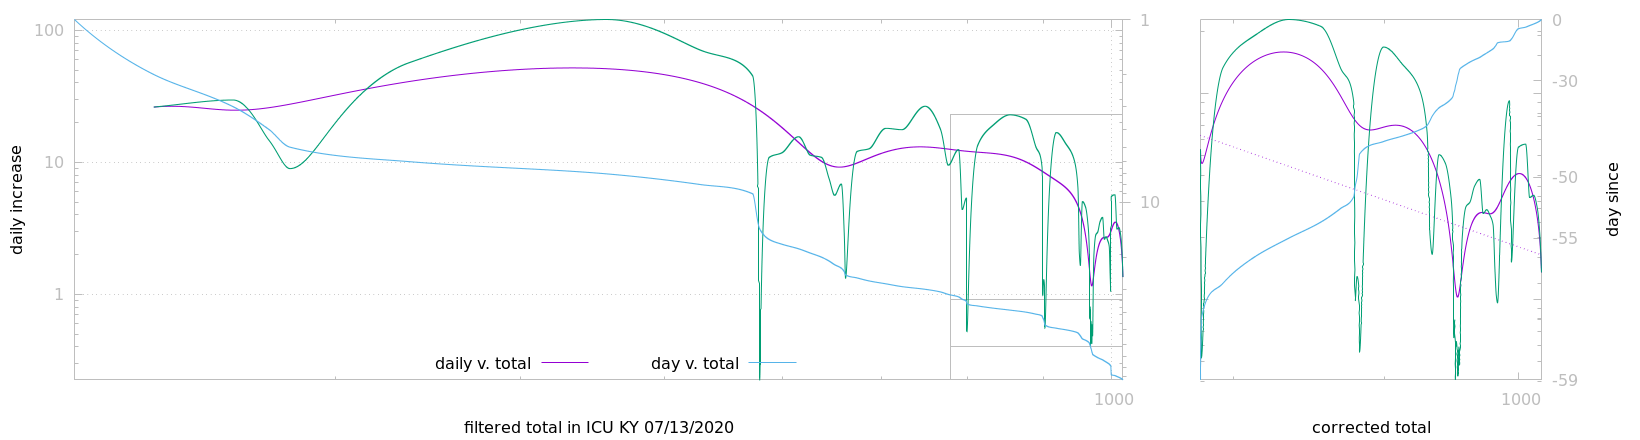 daily increase
100
10
1
1
10
daily v. total
day v. total
1000
filtered total in ICU KY 07/13/2020
0
-30
-50
-55
-59
day since
1000
corrected total